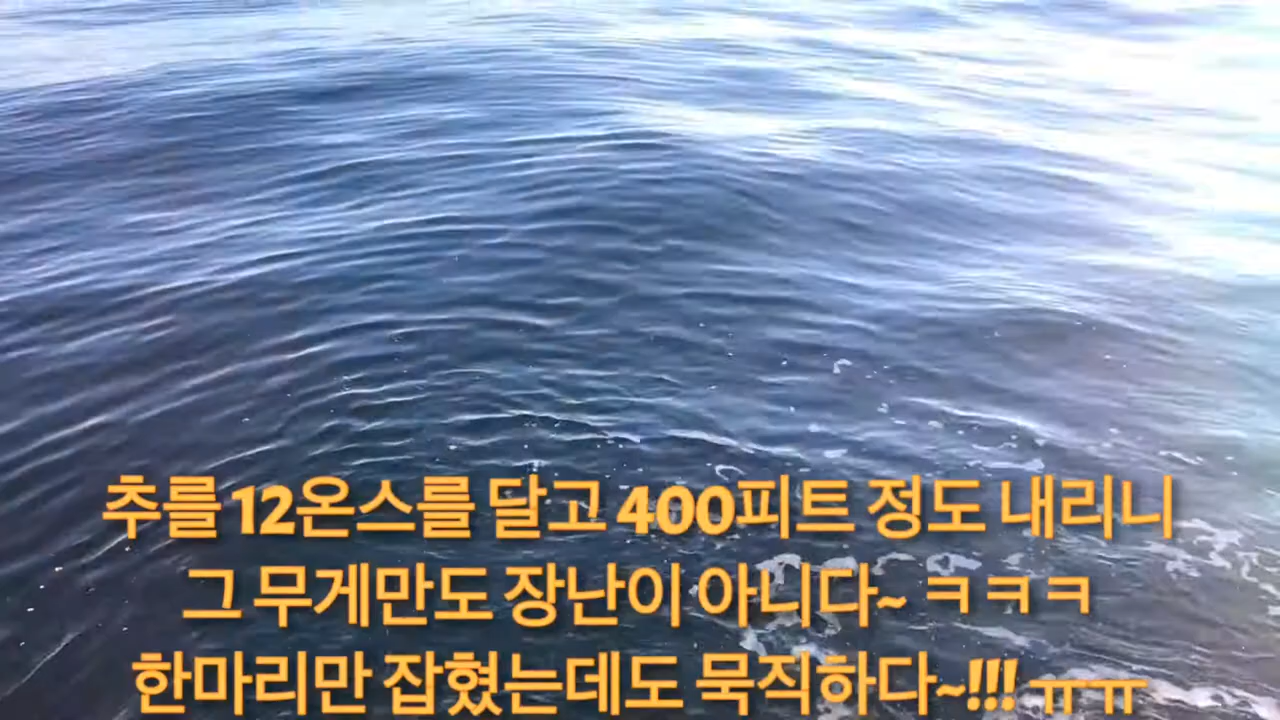 추를 12온스를 달고 400피트 정도 내리니
그 무게만도 장난이 아니다~ ㅋㅋㅋ
한마리만 잡혔는데도 묵직하다~!!! ㅠㅠ